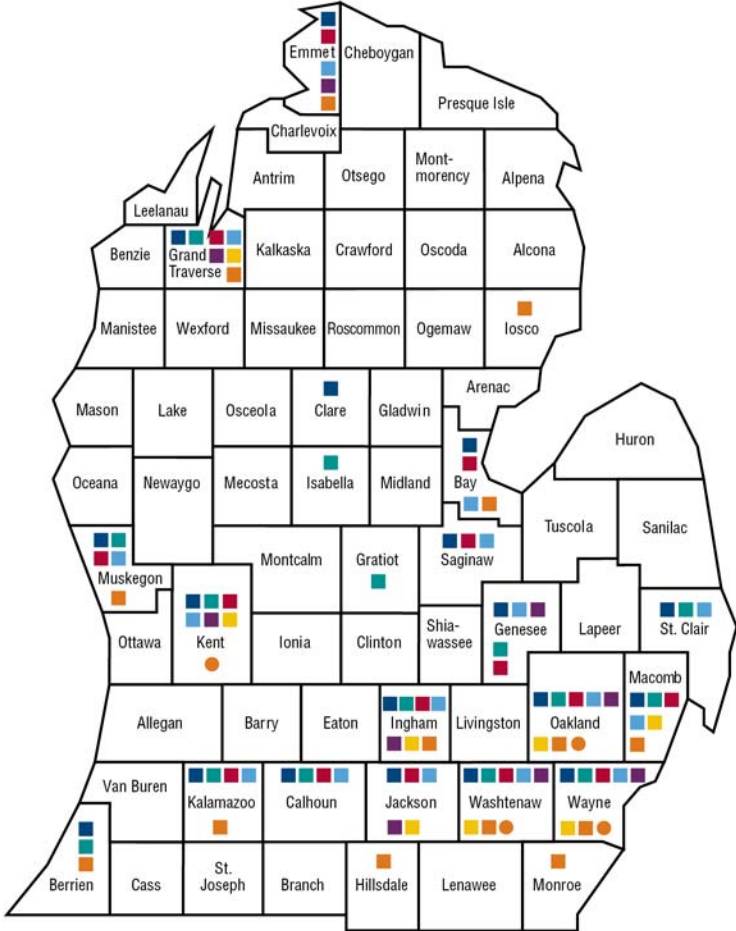 Emmet
Cheboygan
Presque Isle
Charlevoix
Antrim
Otsego
Mont-
morency
Alpena
Leelanau
Benzie
Grand
Traverse
Kalkaska
Crawford
Oscoda
Alcona
Manistee
Wexford
Missaukee
Roscommon
Ogemaw
Iosco
Mason
Lake
Osceola
Clare
Gladwin
Arenac
Huron
Oceana
Newaygo
Mecosta
Isabella
Midland
Bay
Tuscola
Sanilac
Muskegon
Montcalm
Gratiot
Saginaw
Ottawa
Kent
Ionia
Clinton
Shia-
wassee
Genesee
Lapeer
St. Clair
Allegan
Barry
Eaton
Ingham
Livingston
Oakland
Macomb
Van Buren
Kalamazoo
Calhoun
Jackson
Washtenaw
Wayne
Berrien
Cass
St.
Joseph
Branch
Hillsdale
Lenawee
Monroe